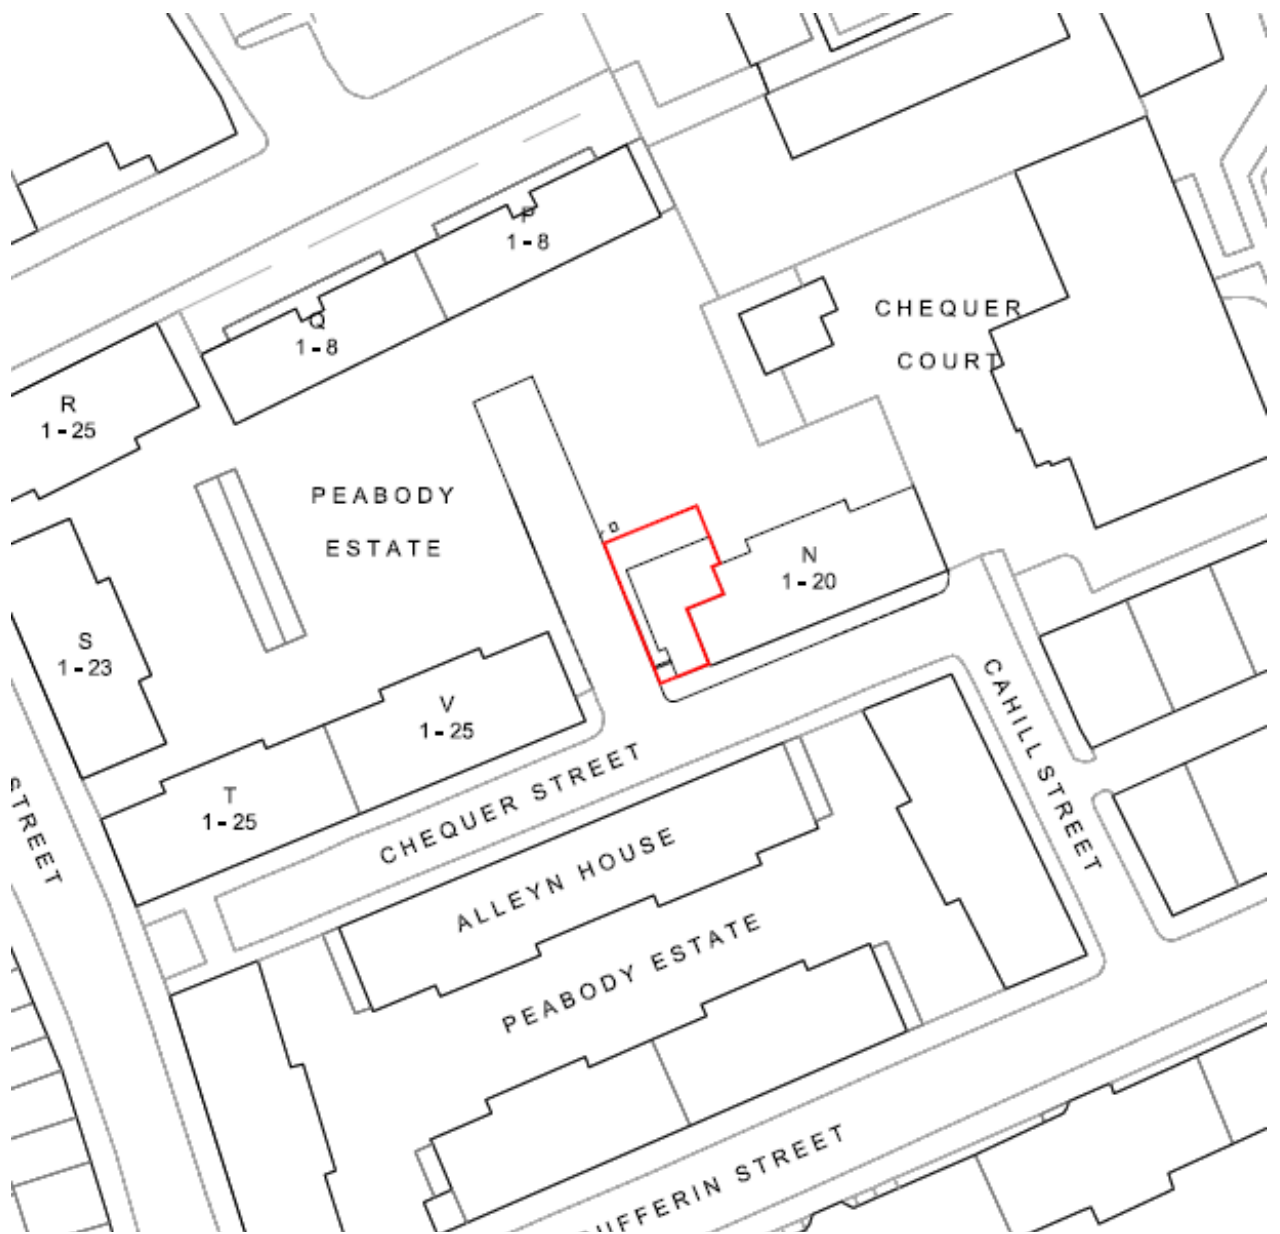 P
1 - 8
Q
1 - 8
CHEQUER
COURT
R
1 - 25
PEABODY
ESTATE
N
1 - 20
S
1 - 23
V
1 - 25
T
1 - 25
STREET
CHEQUER STREET
CAHILL STREET
ALLEYN HOUSE
PEABODY ESTATE
STREET